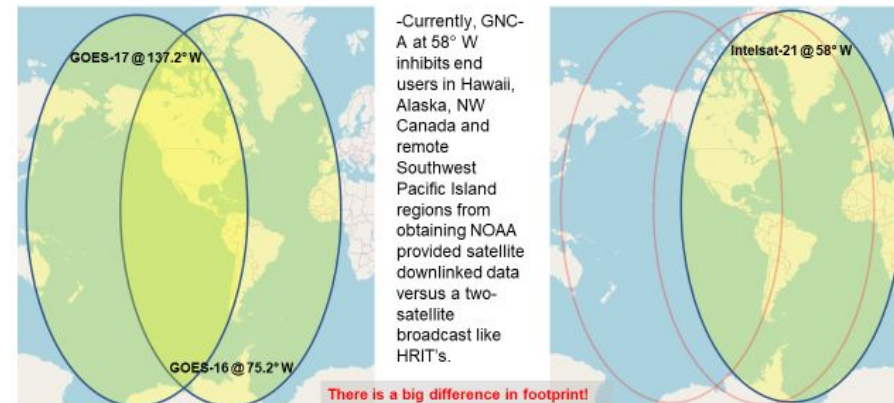 GOES-17 @ 137.2° W
GOES-16 @ 75.2° W
-Currently, GNC-
A at 58° W
inhibits end
users in Hawaii,
Alaska, NW
Canada and
remote
Southwest
Pacific Island
regions from
obtaining NOAA
provided satellite
downlinked data
versus a two-
satellite
broadcast like
HRIT's.
Intelsat-21 @ 58° W
There is a big difference in footprint!